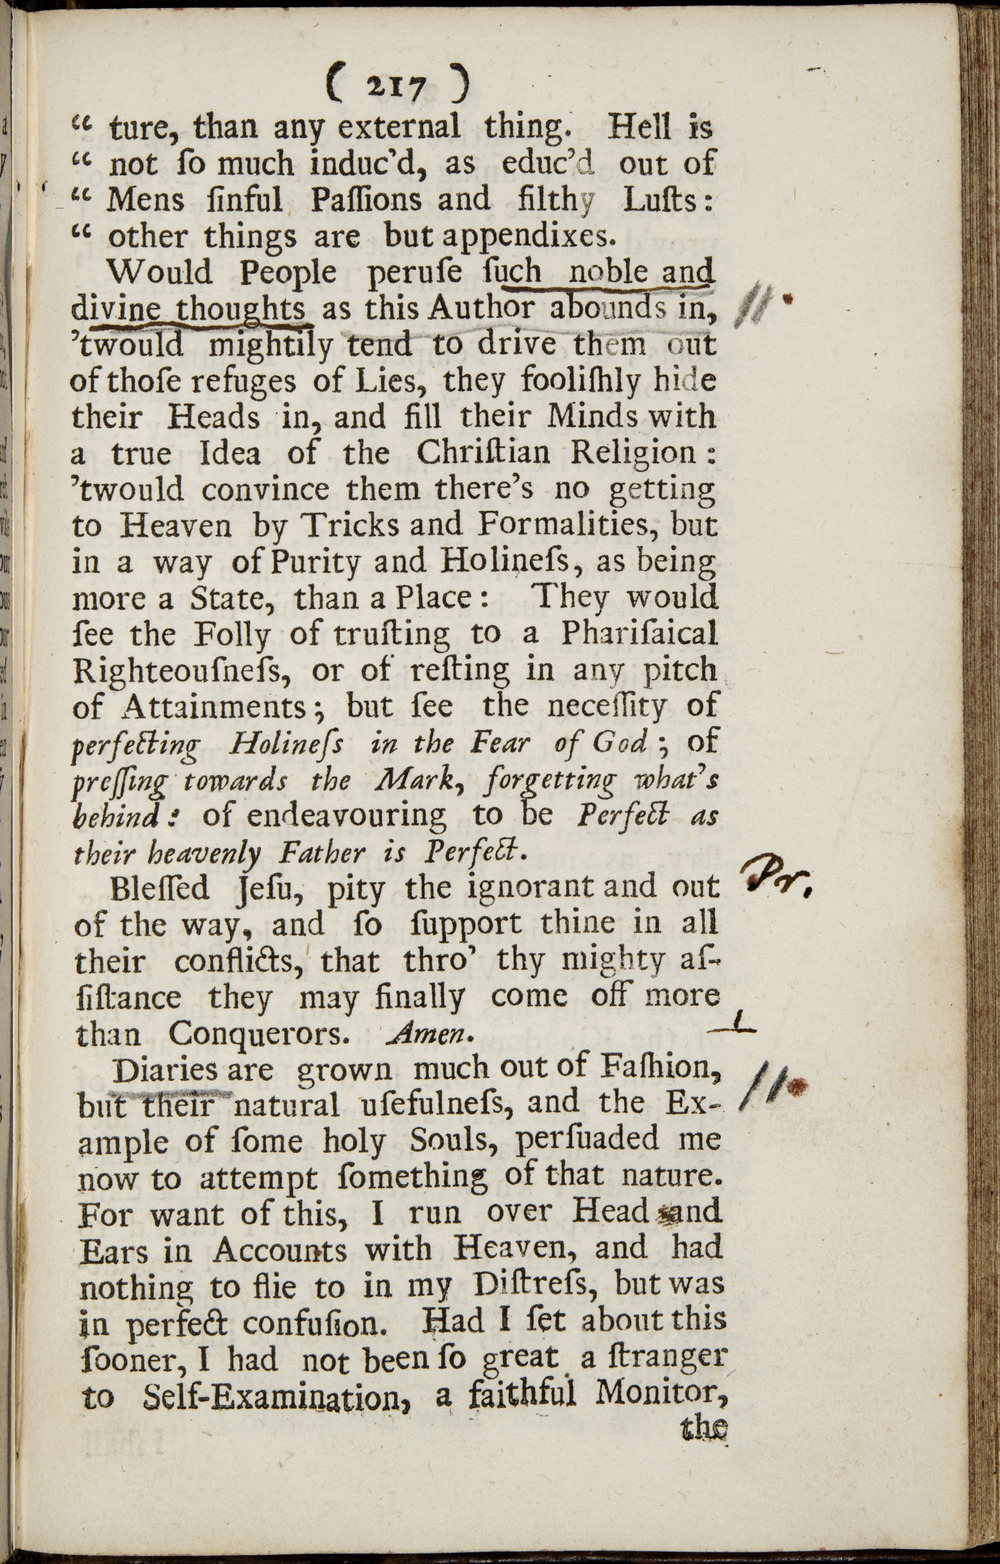 ( 217 )
“ ture, than any external thing. Hell is
“ not ſo much induc’d, as educ’d out of
“ Mens ſinful Paſſions and filthy Luſts:
“ other things are but appendixes.
Would People peruſe ſuch noble and
divine thoughts as this Author abounds in, 11.
’twould mightily tend to drive them out
of thoſe refuges of Lies, they fooliſhly hide
their Heads in, and fill their Minds with
a true Idea of the Chriſtian Religion :
’twould convince them there’s no getting
to Heaven by Tricks and Formalities, but
in a way of Purity and Holineſs, as being
more a State, than a Place : They would
ſee the Folly of truſting to a Phariſaical
Righteouſneſs, or of reſting in any pitch
of Attainments ; but ſee the neceſſity of
perfecting Holineſs in the Fear of God ; of
preſſing towards the Mark, forgetting what’s
behind : of endeavouring to be Perfect as
their heavenly Father is Perfect.
Bleſſed Jeſu, pity the ignorant and out Pr.
of the way, and ſo ſupport thine in all
their conflicts, that thro’ thy mighty aſ-
ſiſtance they may finally come off more
than Conquerors. Amen.
Diaries are grown much out of Faſhion, 11.
but their natural uſefulneſs, and the Ex-
ample of ſome holy Souls, perſuaded me
now to attempt ſomething of that nature.
For want of this, I run over Head and
Ears in Accounts with Heaven, and had
nothing to flie to in my Diſtreſs, but was
in perfect confuſion. Had I ſet about this
ſooner, I had not been ſo great a ſtranger
to Self-Examination, a faithful Monitor,
the